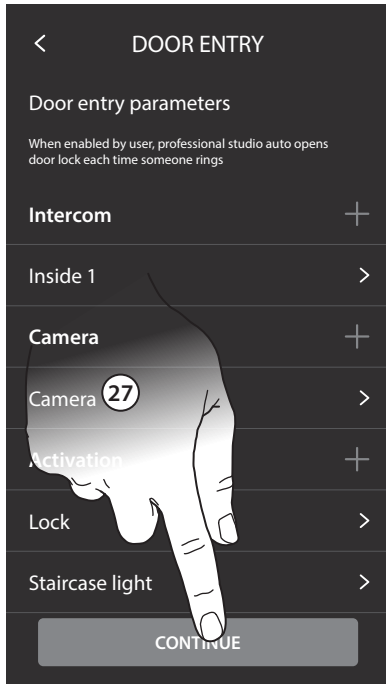 DOOR ENTRY
Door entry parameters
When enabled by user, professional studio auto opens
door lock each time someone rings
Intercom
Inside 1
Camera
Camera 27
Activation
Lock
Staircase light
CONTINUE